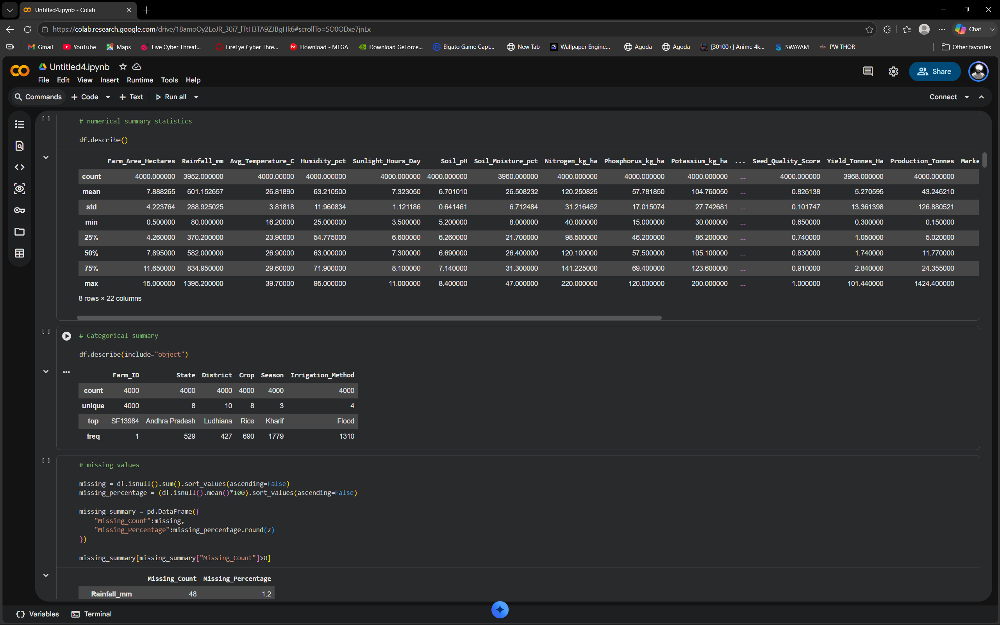 Untitled4.ipynb - Colab
https://colab.research.google.com/drive/18amoOy2LoJR_30i7_lTtH3TA9ZJBgHk6#scrollTo=SO0ODxe7jnLx
Chat
Gmail YouTube Maps Live Cyber Threat... FireEye Cyber Thre... Download - MEGA Download GeForce... Elgato Game Capt... New Tab Wallpaper Engine... Agoda Agoda [30100+] Anime 4k... SWAYAM PW THOR Other favorites
Untitled4.ipynb
File Edit View Insert Runtime Tools Help
Share
Commands + Code + Text Run all Connect
[ ] # numerical summary statistics
df.describe()
Farm_Area_Hectares Rainfall_mm Avg_Temperature_C Humidity_pct Sunlight_Hours_Day Soil_pH Soil_Moisture_pct Nitrogen_kg_ha Phosphorus_kg_ha Potassium_kg_ha ... Seed_Quality_Score Yield_Tonnes_Ha Production_Tonnes Marke
count 4000.000000 3952.000000 4000.00000 4000.000000 4000.000000 4000.000000 3960.000000 4000.000000 4000.000000 4000.000000 ... 4000.000000 3968.000000 4000.000000
mean 7.888265 601.152657 26.81890 63.210500 7.323050 6.701010 26.508232 120.250825 57.781850 104.760050 ... 0.826138 5.270595 43.246210
std 4.223764 288.925025 3.81818 11.960834 1.121186 0.641461 6.712484 31.216452 17.015074 27.742681 ... 0.101747 13.361398 126.880521
min 0.500000 80.000000 16.20000 25.000000 3.500000 5.200000 8.000000 40.000000 15.000000 30.000000 ... 0.650000 0.300000 0.150000
25% 4.260000 370.200000 23.90000 54.775000 6.600000 6.260000 21.700000 98.500000 46.200000 86.200000 ... 0.740000 1.050000 5.020000
50% 7.895000 582.000000 26.90000 63.000000 7.300000 6.690000 26.400000 120.100000 57.500000 105.100000 ... 0.830000 1.740000 11.770000
75% 11.650000 834.950000 29.60000 71.900000 8.100000 7.140000 31.300000 141.225000 69.400000 123.600000 ... 0.910000 2.840000 24.355000
max 15.000000 1395.200000 39.70000 95.000000 11.000000 8.400000 47.000000 220.000000 120.000000 200.000000 ... 1.000000 101.440000 1424.400000
8 rows × 22 columns
[ ] # Categorical summary
df.describe(include="object")
Farm_ID State District Crop Season Irrigation_Method
count 4000 4000 4000 4000 4000 4000
unique 4000 8 10 8 3 4
top SF13984 Andhra Pradesh Ludhiana Rice Kharif Flood
freq 1 529 427 690 1779 1310
[ ] # missing values
missing = df.isnull().sum().sort_values(ascending=False)
missing_percentage = (df.isnull().mean()*100).sort_values(ascending=False)
missing_summary = pd.DataFrame({
"Missing_Count":missing,
"Missing_Percentage":missing_percentage.round(2)
})
missing_summary[missing_summary["Missing_Count"]>0]
Missing_Count Missing_Percentage
Rainfall_mm 48 1.2
Variables Terminal